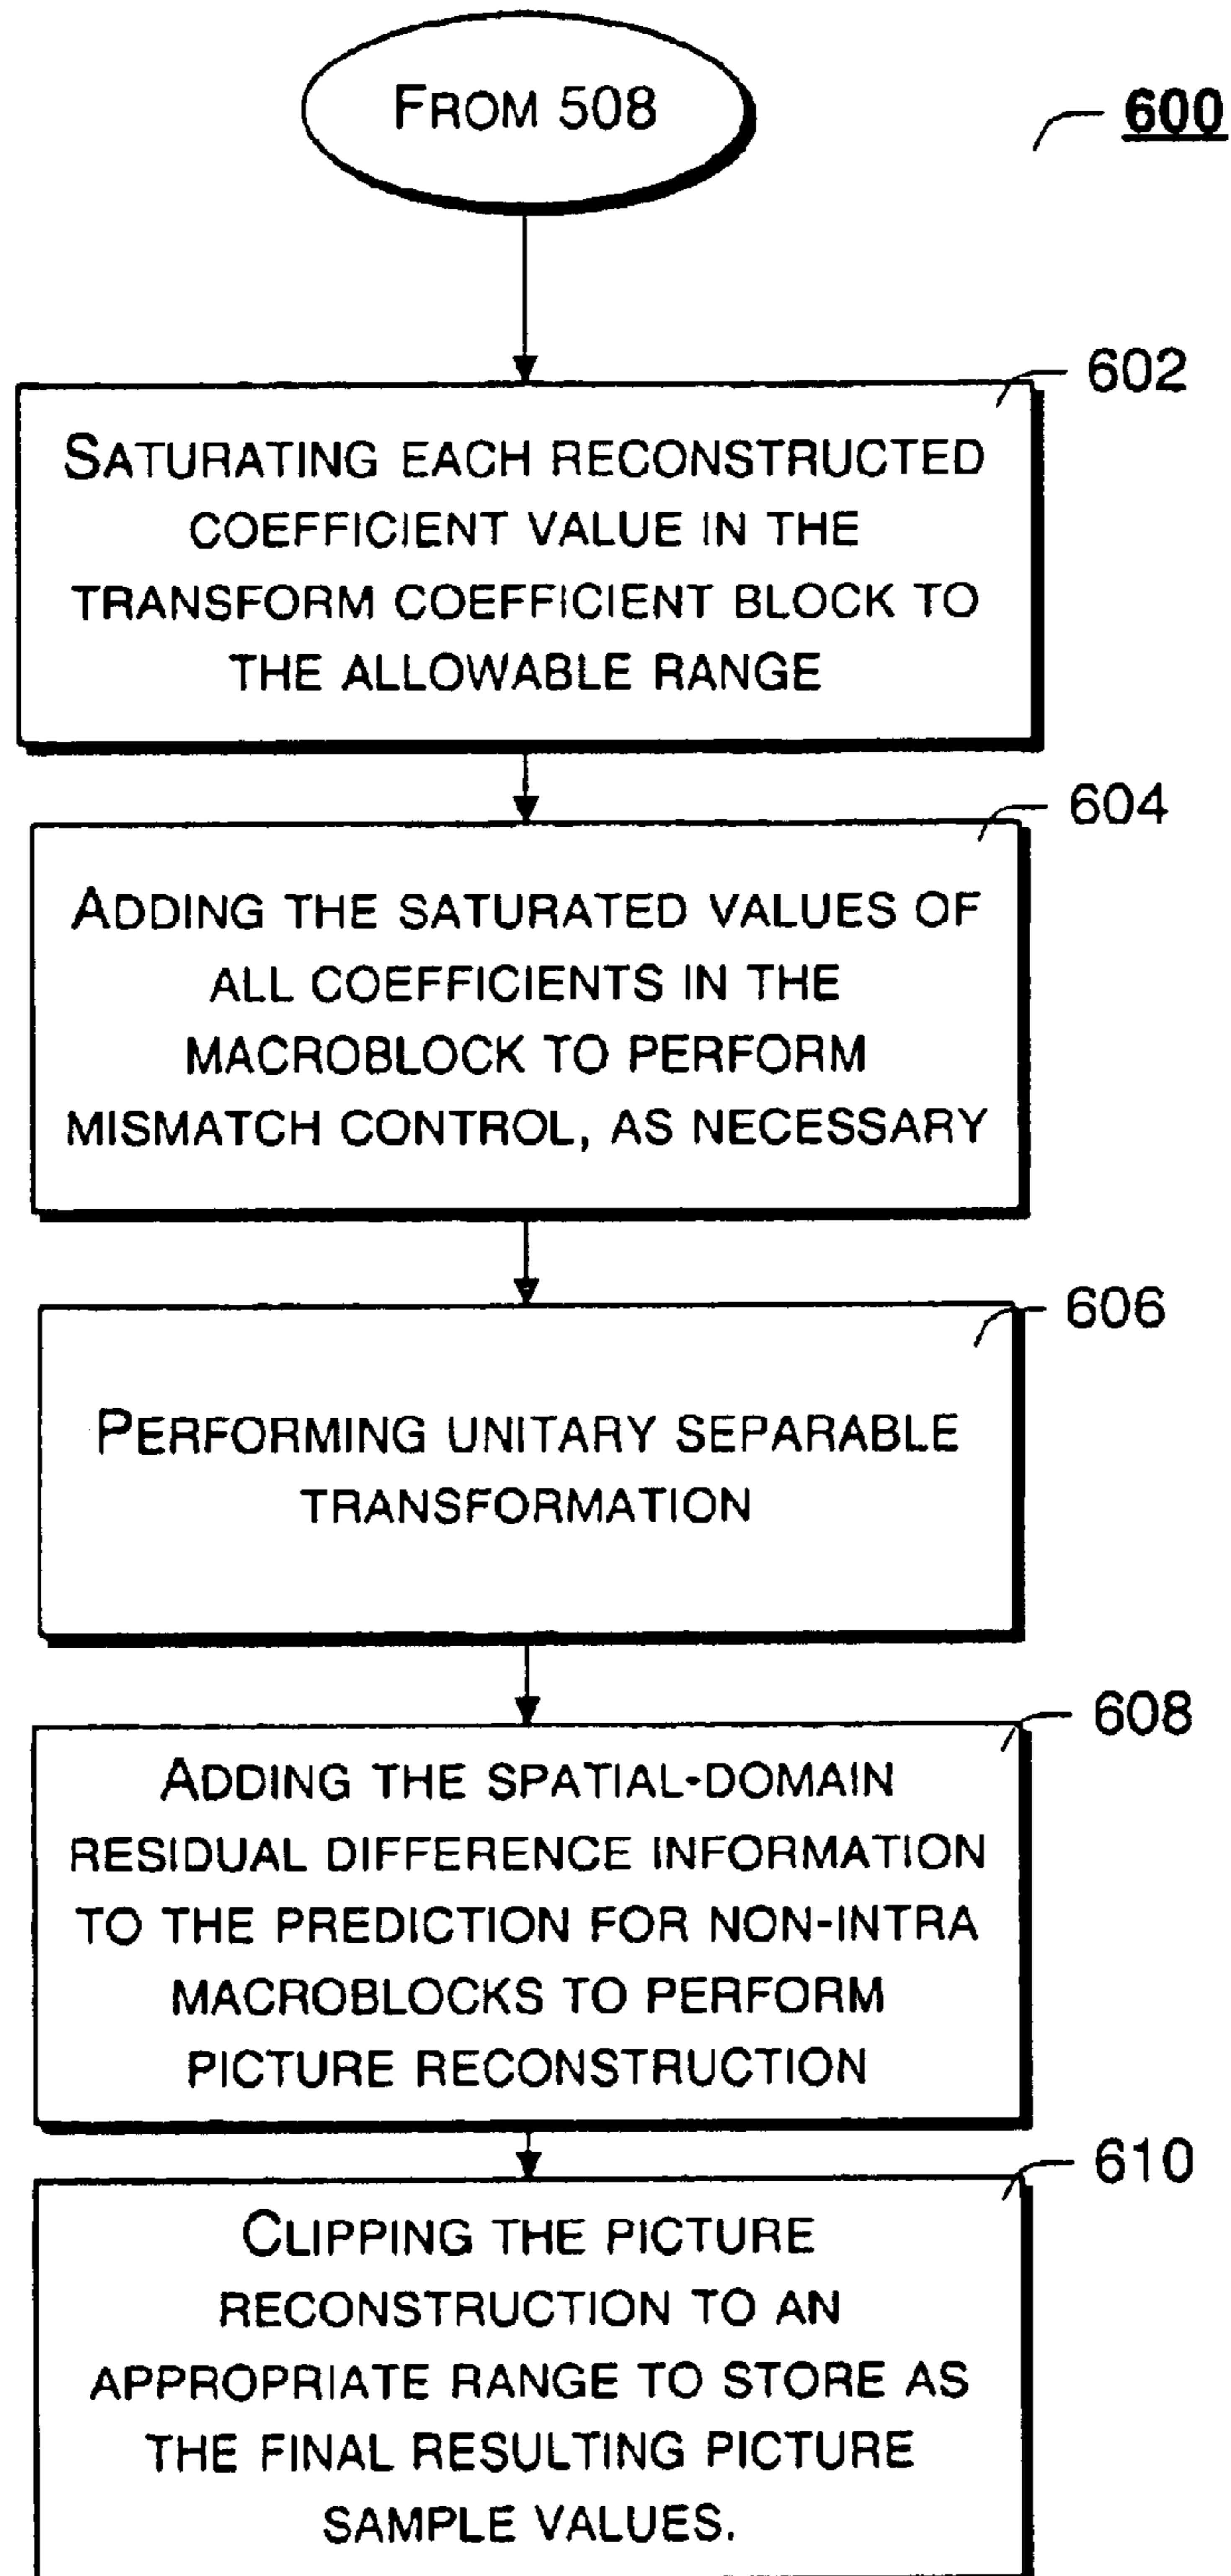 FROM 508
600
602
SATURATING EACH RECONSTRUCTED
COEFFICIENT VALUE IN THE
TRANSFORM COEFFICIENT BLOCK TO
THE ALLOWABLE RANGE
604
ADDING THE SATURATED VALUES OF
ALL COEFFICIENTS IN THE
MACROBLOCK TO PERFORM
MISMATCH CONTROL, AS NECESSARY
606
PERFORMING UNITARY SEPARABLE
TRANSFORMATION
608
ADDING THE SPATIAL-DOMAIN
RESIDUAL DIFFERENCE INFORMATION
TO THE PREDICTION FOR NON-INTRA
MACROBLOCKS TO PERFORM
PICTURE RECONSTRUCTION
610
CLIPPING THE PICTURE
RECONSTRUCTION TO AN
APPROPRIATE RANGE TO STORE AS
THE FINAL RESULTING PICTURE
SAMPLE VALUES.